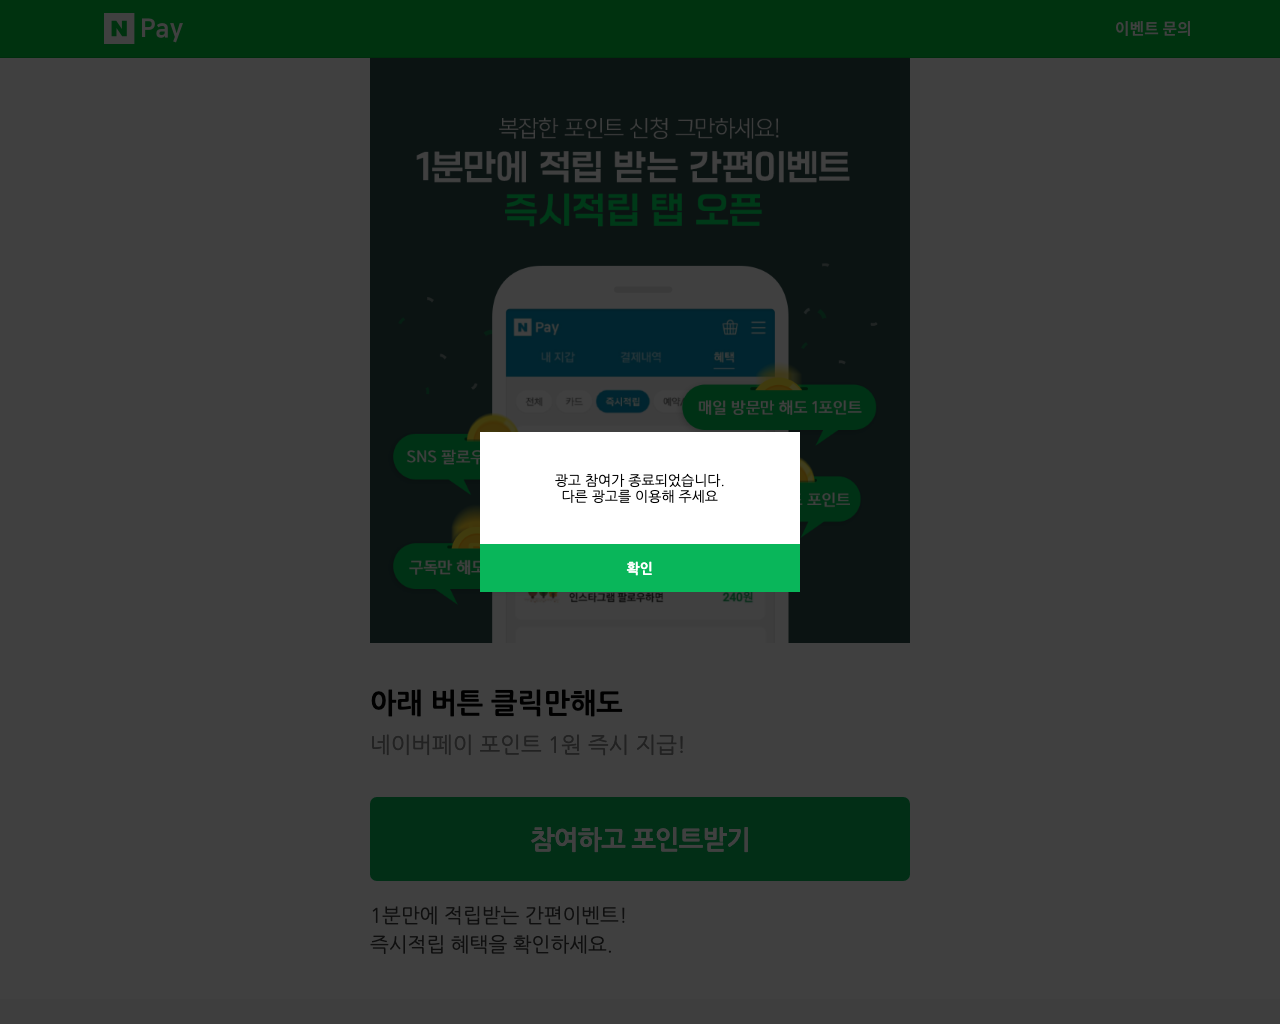 N Pay
이벤트 문의
복잡한 포인트 신청 그만하세요!
1분만에 적립 받는 간편이벤트
즉시적립 탭 오픈
N Pay
내 지갑 결제내역 혜택
전체 카드 즉시적립 예약
매일 방문만 해도 1포인트
SNS 팔로우
포인트
구독만 해도
광고 참여가 종료되었습니다.
다른 광고를 이용해 주세요
확인
인스타그램 팔로우하면 240원
아래 버튼 클릭만해도
네이버페이 포인트 1원 즉시 지급!
참여하고 포인트받기
1분만에 적립받는 간편이벤트!
즉시적립 혜택을 확인하세요.